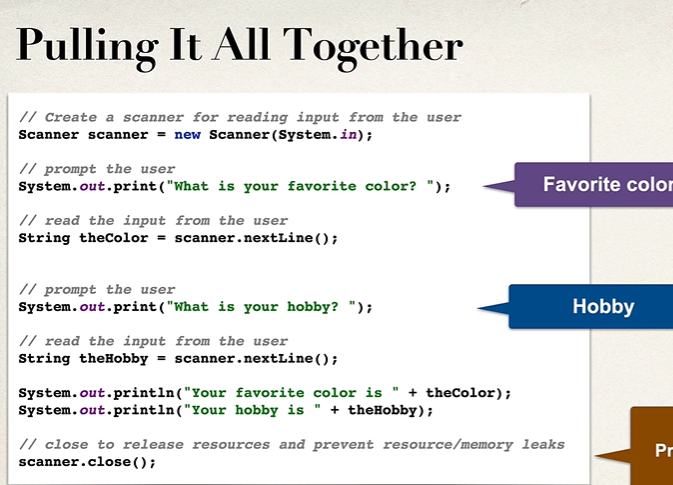 Pulling It All Together
// Create a scanner for reading input from the user
Scanner scanner = new Scanner(System.in);
// prompt the user
System.out.print("What is your favorite color? ");
Favorite color
// read the input from the user
String theColor = scanner.nextLine();
// prompt the user
System.out.print("What is your hobby? ");
Hobby
// read the input from the user
String theHobby = scanner.nextLine();
System.out.println("Your favorite color is " + theColor);
System.out.println("Your hobby is " + theHobby);
// close to release resources and prevent resource/memory leaks
scanner.close();